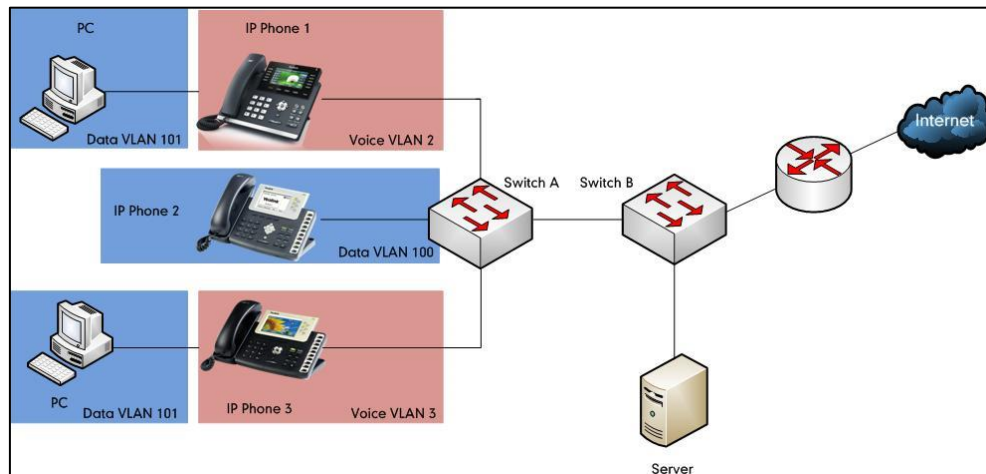 PC
IP Phone 1
Data VLAN 101
Voice VLAN 2
IP Phone 2
Data VLAN 100
Switch A
Switch B
Internet
PC
Data VLAN 101
IP Phone 3
Voice VLAN 3
Server